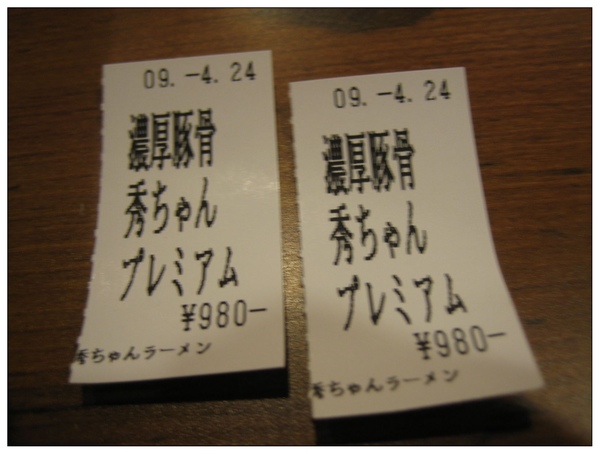 09.-4.24
濃厚豚骨
秀ちゃん
プレミアム
¥980-
秀ちゃんラーメン
09.-4.24
濃厚豚骨
秀ちゃん
プレミアム
¥980-
秀ちゃんラーメン